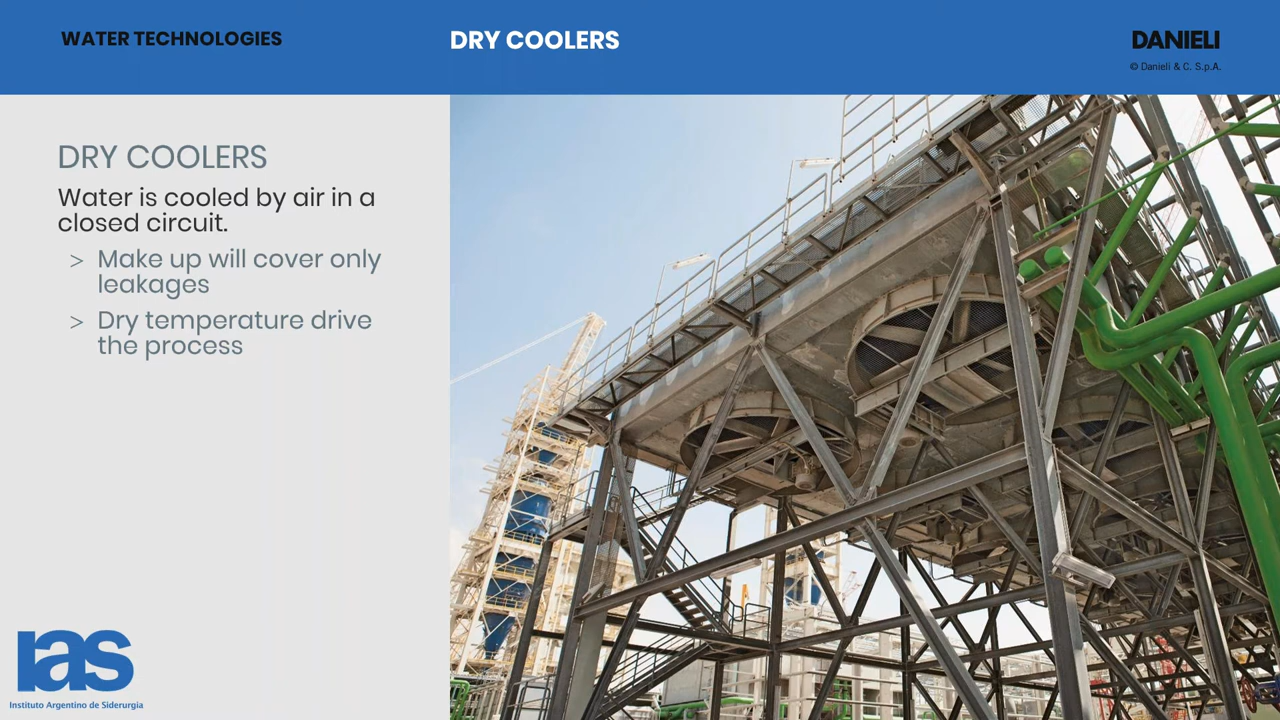 WATER TECHNOLOGIES
DRY COOLERS
DANIELI
© Danieli & C. S.p.A.
DRY COOLERS
Water is cooled by air in a
closed circuit.
> Make up will cover only
leakages
> Dry temperature drive
the process
ias
Instituto Argentino de Siderurgia